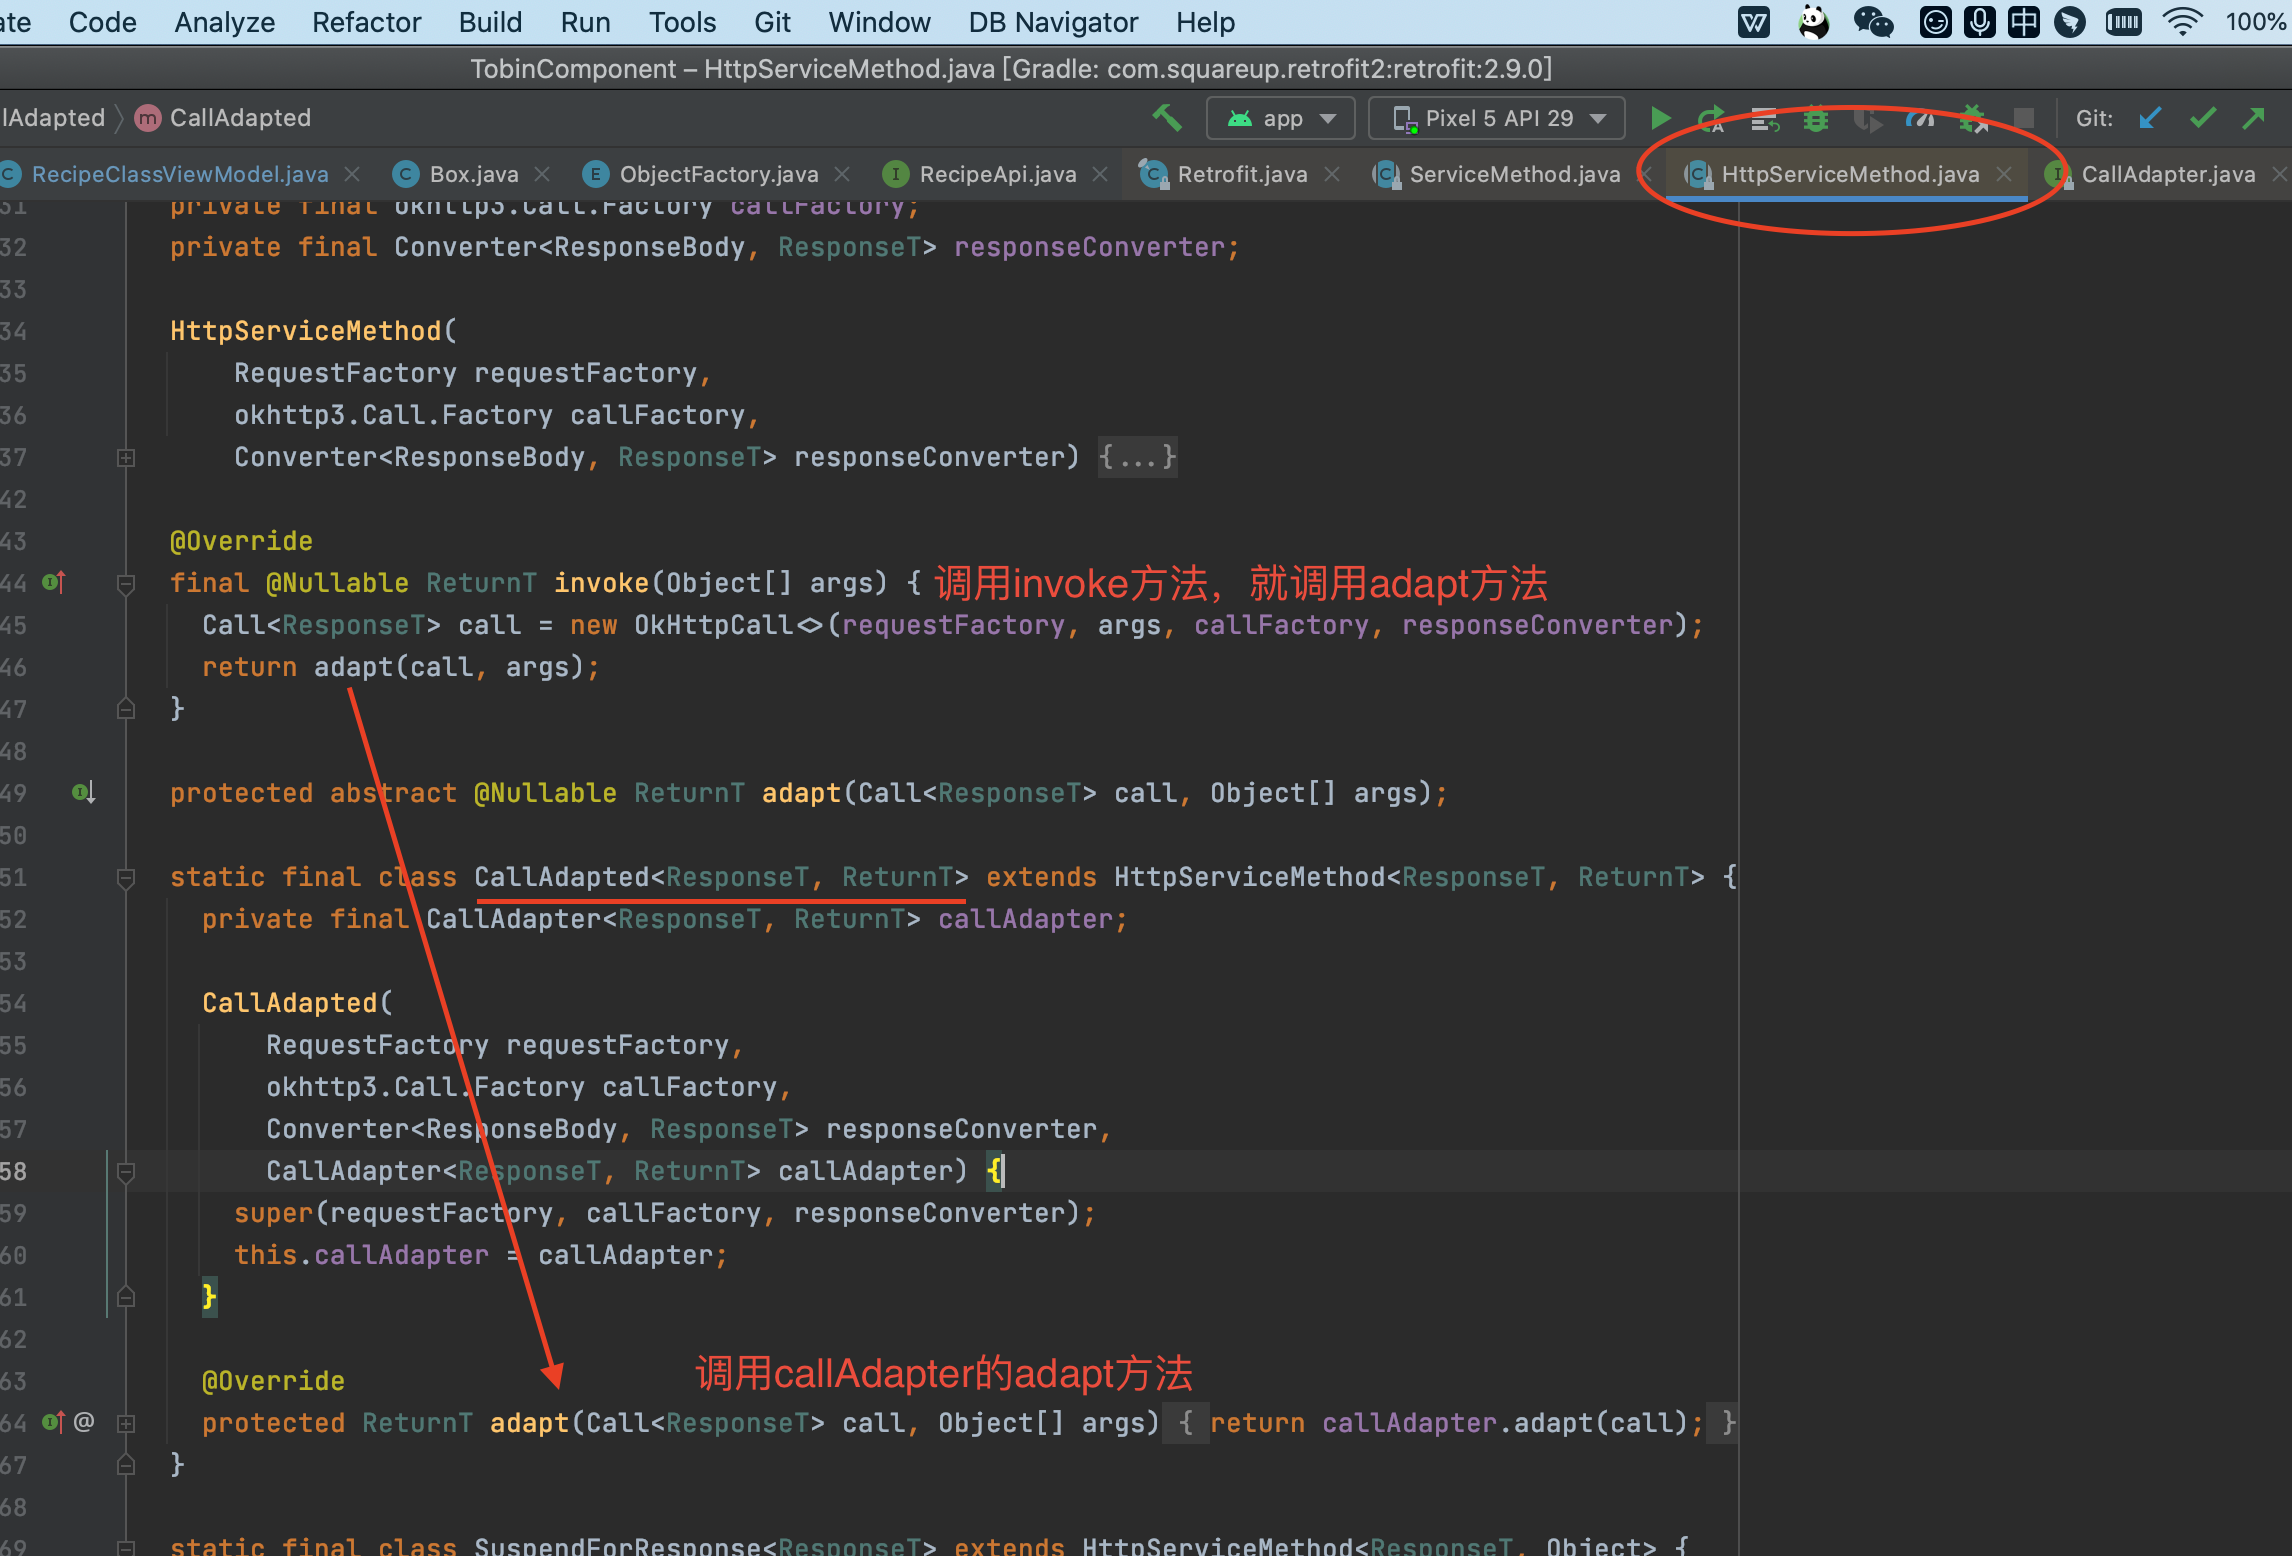 Code Analyze Refactor Build Run Tools Git Window DB Navigator Help 中 100%
TobinComponent – HttpServiceMethod.java [Gradle: com.squareup.retrofit2:retrofit:2.9.0]
lAdapted m CallAdapted app Pixel 5 API 29 Git:
RecipeClassViewModel.java Box.java ObjectFactory.java RecipeApi.java Retrofit.java ServiceMethod.java HttpServiceMethod.java CallAdapter.java
31 private final okhttp3.Call.Factory callFactory;
32 private final Converter<ResponseBody, ResponseT> responseConverter;
33
34 HttpServiceMethod(
35 RequestFactory requestFactory,
36 okhttp3.Call.Factory callFactory,
37 Converter<ResponseBody, ResponseT> responseConverter) {...}
42
43 @Override
44 final @Nullable ReturnT invoke(Object[] args) { 调用invoke方法，就调用adapt方法
45 Call<ResponseT> call = new OkHttpCall<>(requestFactory, args, callFactory, responseConverter);
46 return adapt(call, args);
47 }
48
49 protected abstract @Nullable ReturnT adapt(Call<ResponseT> call, Object[] args);
50
51 static final class CallAdapted<ResponseT, ReturnT> extends HttpServiceMethod<ResponseT, ReturnT> {
52 private final CallAdapter<ResponseT, ReturnT> callAdapter;
53
54 CallAdapted(
55 RequestFactory requestFactory,
56 okhttp3.Call.Factory callFactory,
57 Converter<ResponseBody, ResponseT> responseConverter,
58 CallAdapter<ResponseT, ReturnT> callAdapter) {
59 super(requestFactory, callFactory, responseConverter);
60 this.callAdapter = callAdapter;
61 }
62
63 @Override 调用callAdapter的adapt方法
64 @ protected ReturnT adapt(Call<ResponseT> call, Object[] args) { return callAdapter.adapt(call); }
67 }
68
69 static final class SuspendForResponse<ResponseT> extends HttpServiceMethod<ResponseT, Object> {